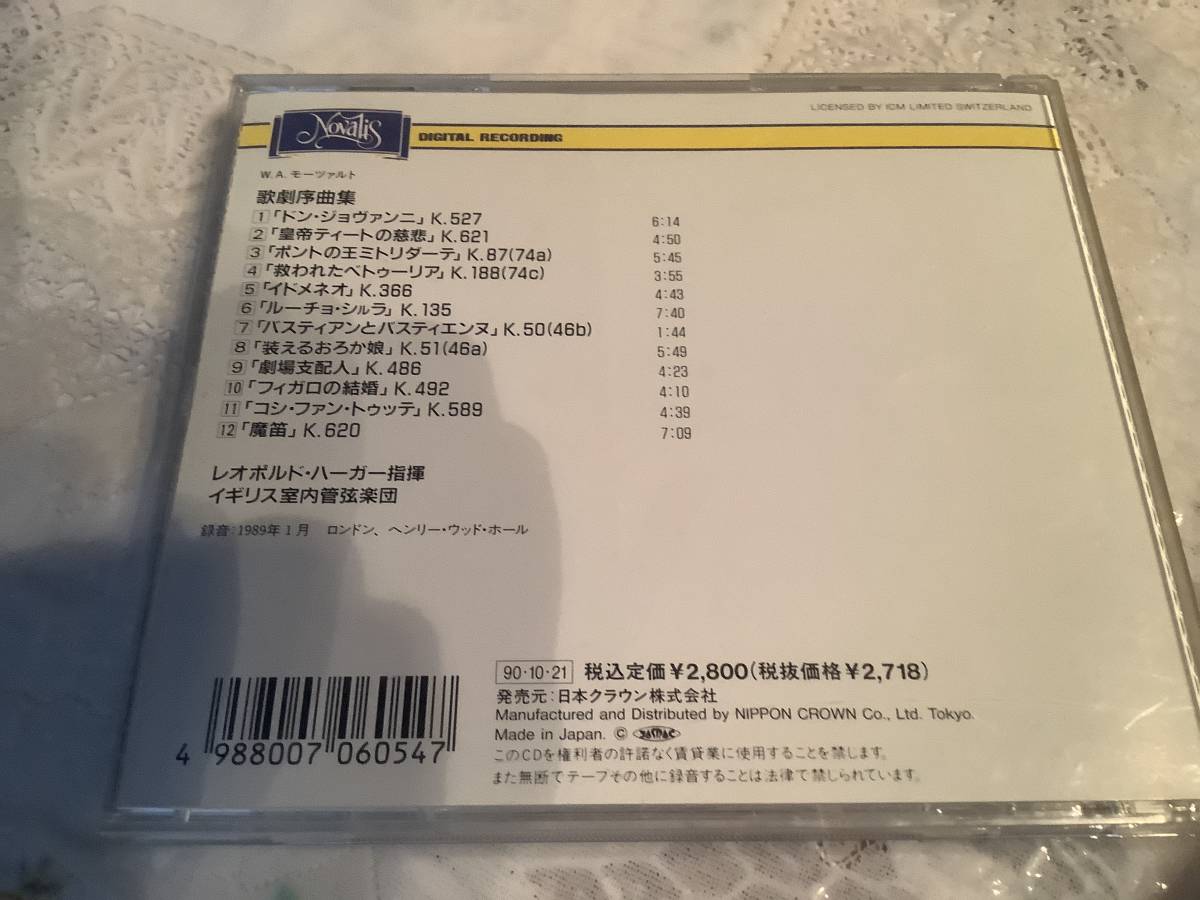 LICENSED BY ICM LIMITED SWITZERLAND
Novalis DIGITAL RECORDING
W.A.モーツァルト
歌劇序曲集
1 「ドン・ジョヴァンニ」K.527 6:14
2 「皇帝ティートの慈悲」K.621 4:50
3 「ポントの王ミトリダーテ」K.87(74a) 5:45
4 「救われたベトゥーリア」K.188(74c) 3:55
5 「イドメネオ」K.366 4:43
6 「ルーチョ・シルラ」K.135 7:40
7 「バスティアンとバスティエンヌ」K.50(46b) 1:44
8 「装えるおろか娘」K.51(46a) 5:49
9 「劇場支配人」K.486 4:23
10 「フィガロの結婚」K.492 4:10
11 「コシ・ファン・トゥッテ」K.589 4:39
12 「魔笛」K.620 7:09
レオポルド・ハーガー指揮
イギリス室内管弦楽団
録音:1989年1月 ロンドン、ヘンリー・ウッド・ホール
90・10・21 税込定価¥2,800(税抜価格¥2,718)
発売元:日本クラウン株式会社
Manufactured and Distributed by NIPPON CROWN Co., Ltd. Tokyo.
Made in Japan. ©
このCDを権利者の許諾なく賃貸業に使用することを禁じます。
また無断でテープその他に録音することは法律で禁じられています。
4 988007 060547